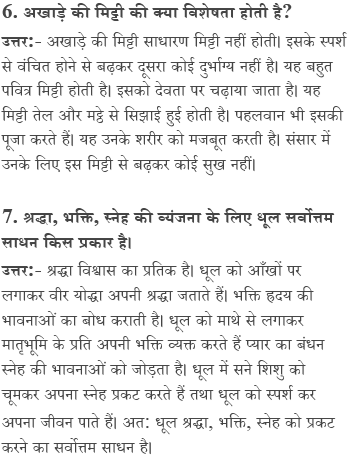 6. अखाड़े की मिट्टी की क्या विशेषता होती है?
उत्तर:- अखाड़े की मिट्टी साधारण मिट्टी नहीं होती। इसके स्पर्श
से वंचित होने से बढ़कर दूसरा कोई दुर्भाग्य नहीं है। यह बहुत
पवित्र मिट्टी होती है। इसको देवता पर चढ़ाया जाता है। यह
मिट्टी तेल और मट्ठे से सिझाई हुई होती है। पहलवान भी इसकी
पूजा करते हैं। यह उनके शरीर को मजबूत करती है। संसार में
उनके लिए इस मिट्टी से बढ़कर कोई सुख नहीं।
7. श्रद्धा, भक्ति, स्नेह की व्यंजना के लिए धूल सर्वोत्तम
साधन किस प्रकार है।
उत्तर:- श्रद्धा विश्वास का प्रतिक है। धूल को आँखों पर
लगाकर वीर योद्धा अपनी श्रद्धा जताते हैं। भक्ति ह्रदय की
भावनाओं का बोध कराती है। धूल को माथे से लगाकर
मातृभूमि के प्रति अपनी भक्ति व्यक्त करते हैं प्यार का बंधन
स्नेह की भावनाओं को जोड़ता है। धूल में सने शिशु को
चूमकर अपना स्नेह प्रकट करते हैं तथा धूल को स्पर्श कर
अपना जीवन पाते हैं। अत: धूल श्रद्धा, भक्ति, स्नेह को प्रकट
करने का सर्वोत्तम साधन है।